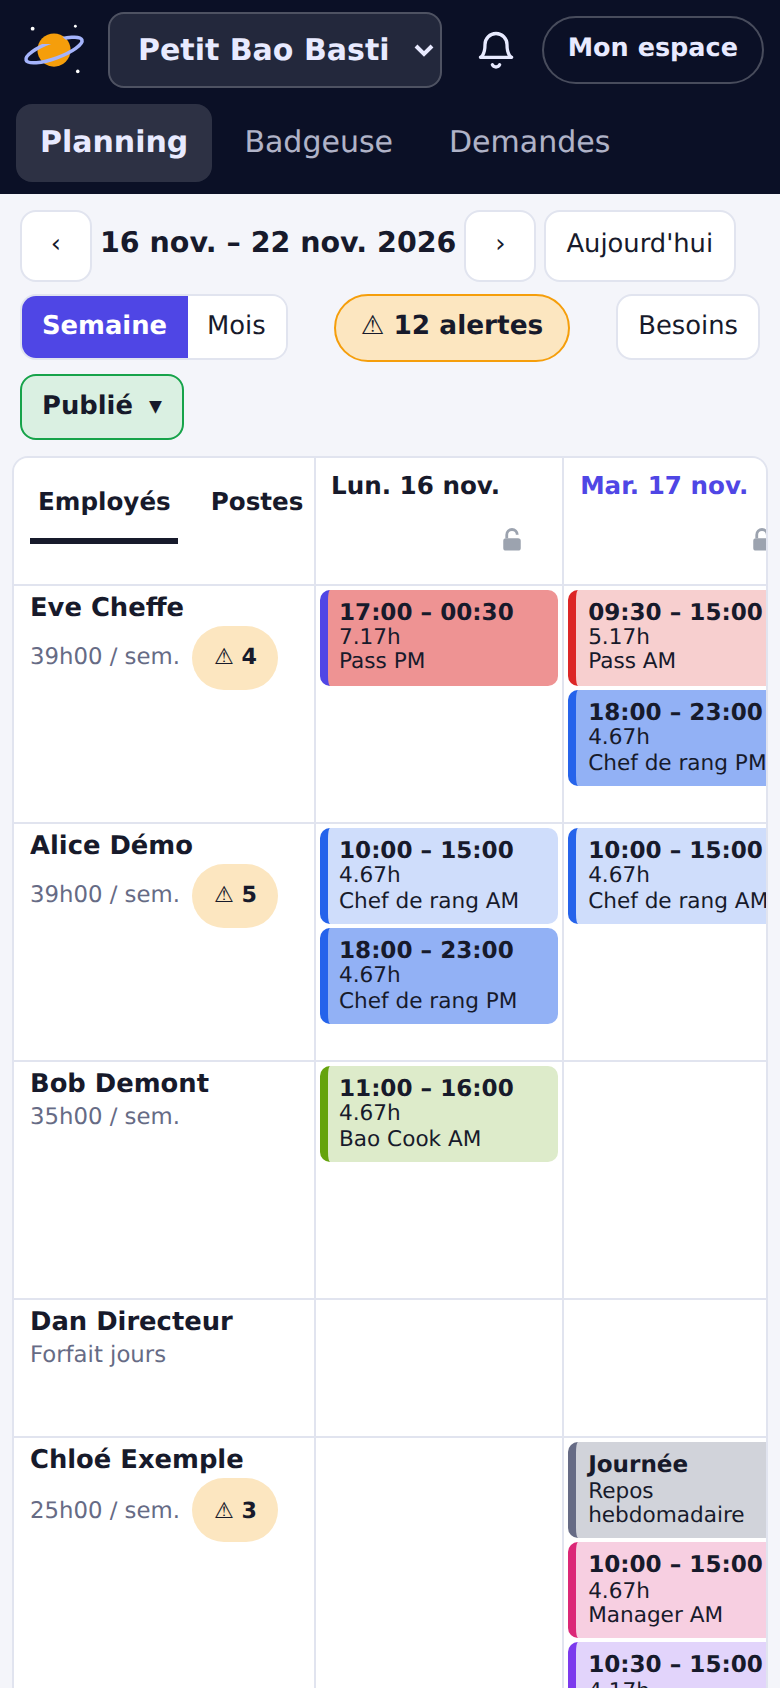 Petit Bao Basti
Mon espace
Planning Badgeuse Demandes
‹ 16 nov. – 22 nov. 2026 › Aujourd'hui
Semaine Mois ⚠ 12 alertes Besoins
Publié ▼
Employés Postes Lun. 16 nov. Mar. 17 nov.
Eve Cheffe
39h00 / sem. ⚠ 4
17:00 – 00:30
7.17h
Pass PM
09:30 – 15:00
5.17h
Pass AM
18:00 – 23:00
4.67h
Chef de rang PM
Alice Démo
39h00 / sem. ⚠ 5
10:00 – 15:00
4.67h
Chef de rang AM
18:00 – 23:00
4.67h
Chef de rang PM
10:00 – 15:00
4.67h
Chef de rang AM
Bob Demont
35h00 / sem.
11:00 – 16:00
4.67h
Bao Cook AM
Dan Directeur
Forfait jours
Chloé Exemple
25h00 / sem. ⚠ 3
Journée
Repos
hebdomadaire
10:00 – 15:00
4.67h
Manager AM
10:30 – 15:00
4.17h